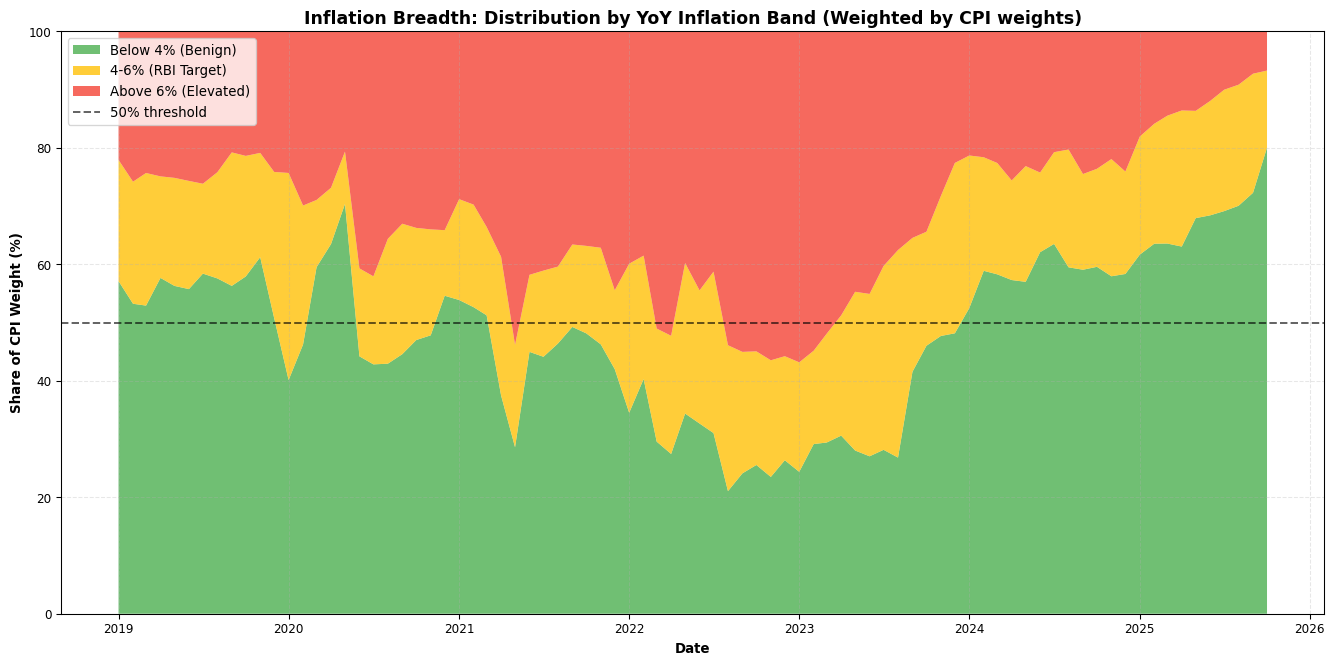 Inflation Breadth: Distribution by YoY Inflation Band (Weighted by CPI weights)
Below 4% (Benign)
4-6% (RBI Target)
Above 6% (Elevated)
50% threshold
Share of CPI Weight (%)
100
80
60
40
20
0
2019 2020 2021 2022 2023 2024 2025 2026
Date